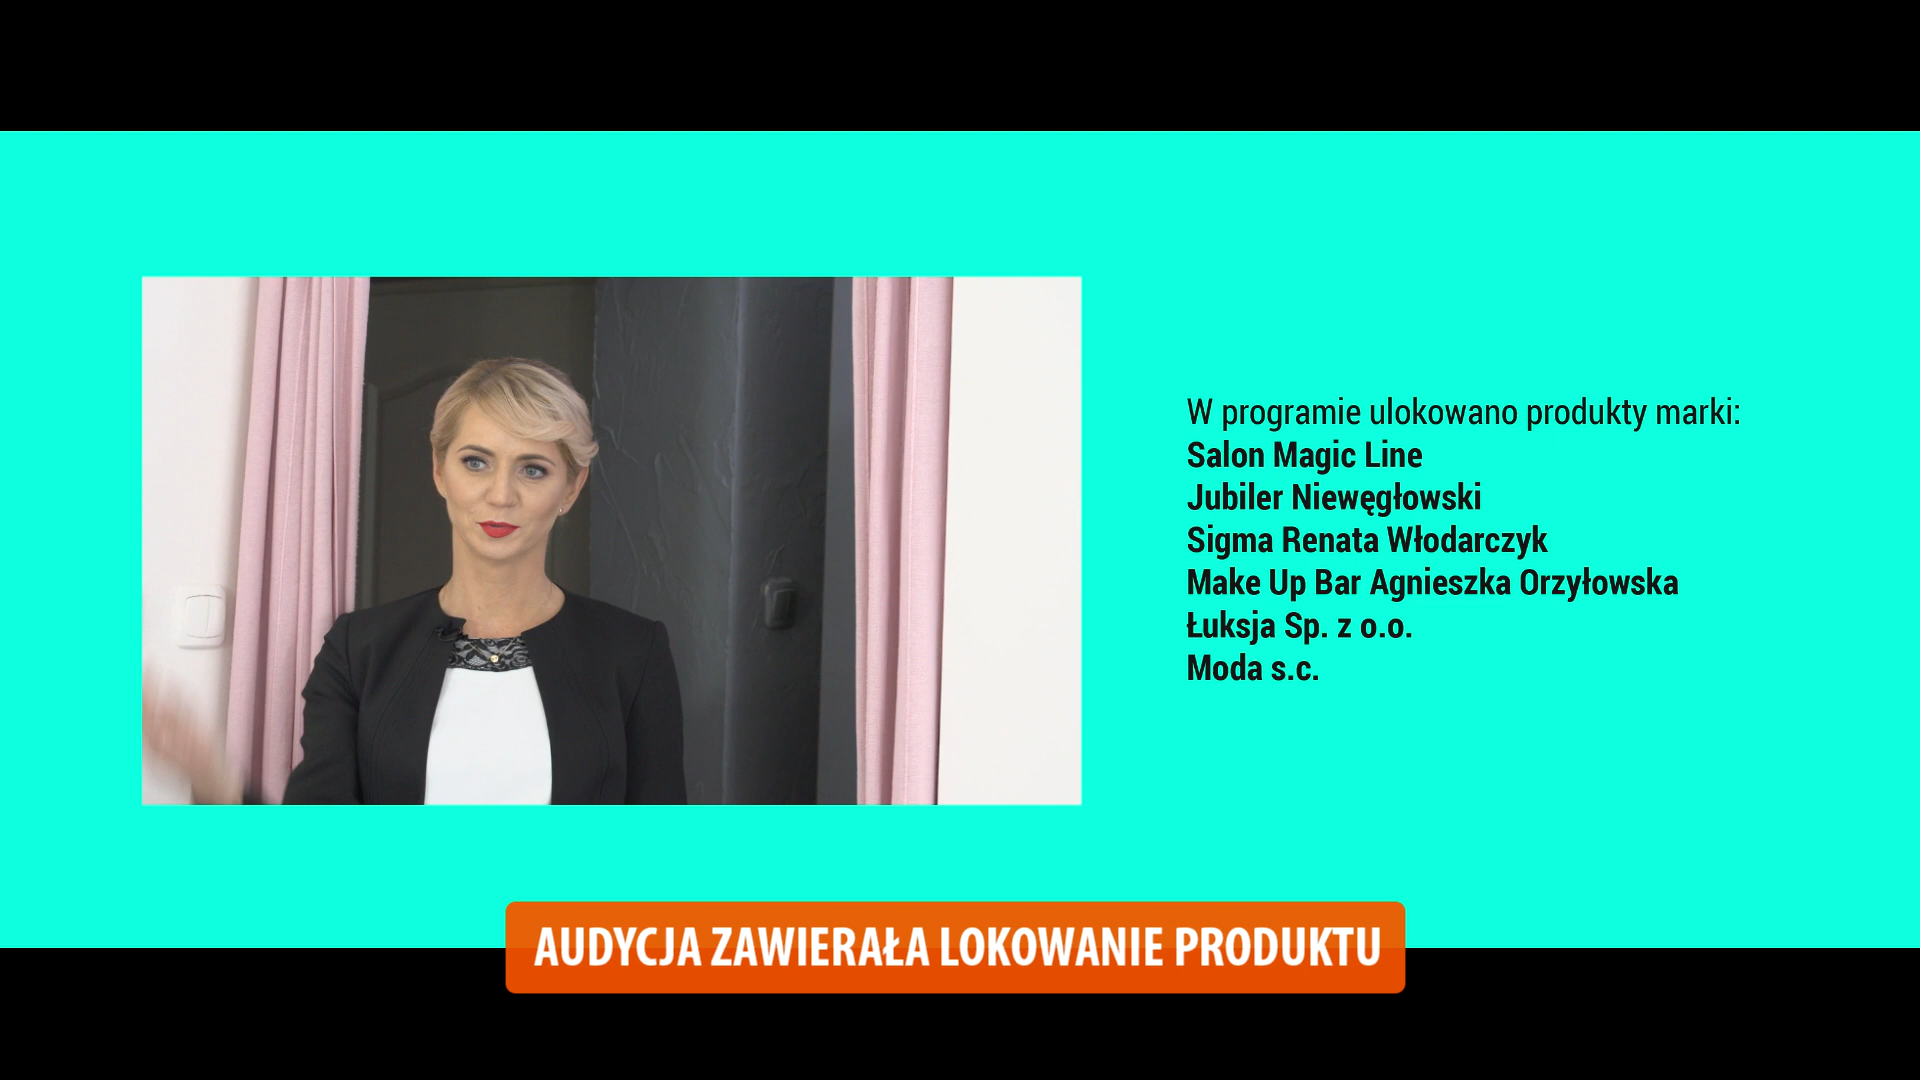 W programie ulokowano produkty marki:
Salon Magic Line
Jubiler Niewęgłowski
Sigma Renata Włodarczyk
Make Up Bar Agnieszka Orzyłowska
Łuksja Sp. z o.o.
Moda s.c.
AUDYCJA ZAWIERAŁA LOKOWANIE PRODUKTU